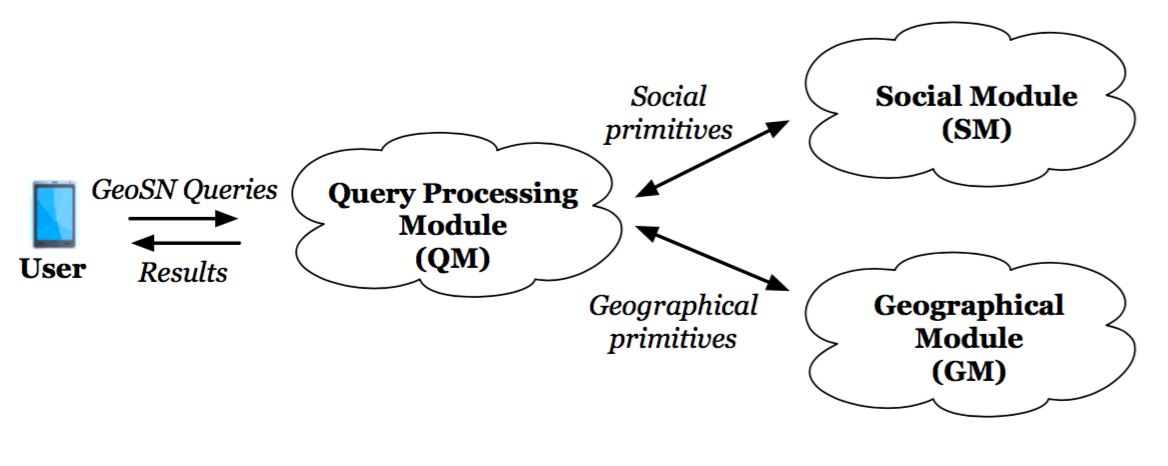 GeoSN Queries
User
Results
Query Processing
Module
(QM)
Social
primitives
Geographical
primitives
Social Module
(SM)
Geographical
Module
(GM)